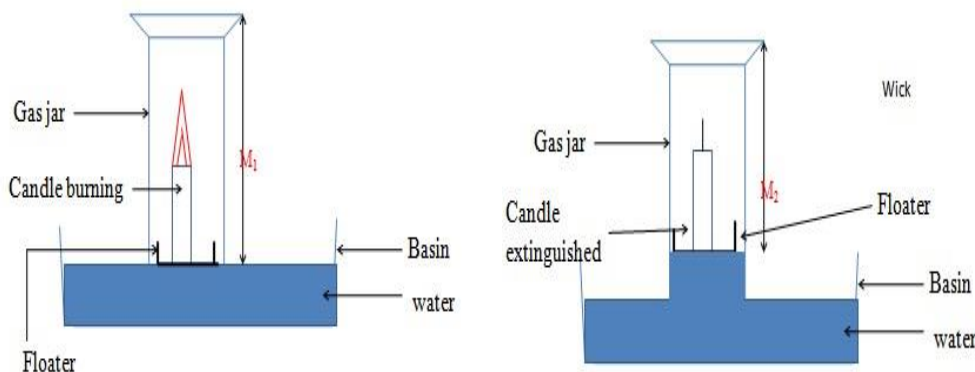 Gas jar
M₁
Candle burning
Basin
water
Floater
Wick
Gas jar
M₂
Floater
Candle
extinguished
Basin
water